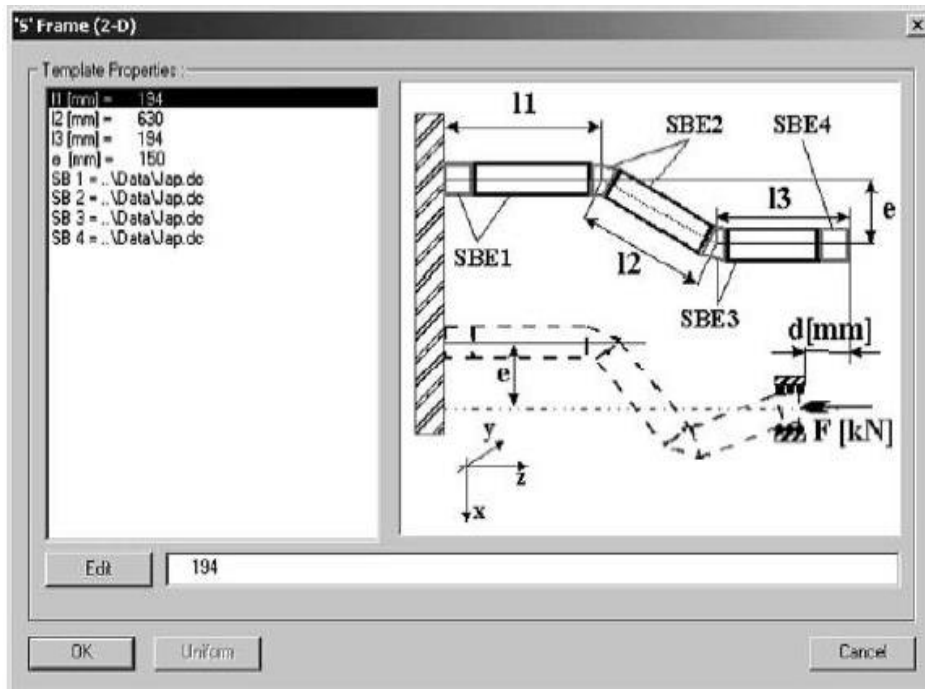 'S' Frame (2-D)
Template Properties :
l1 [mm] = 194
l2 [mm] = 630
l3 [mm] = 194
e [mm] = 150
SB 1 = ..\Data\Jap.dc
SB 2 = ..\Data\Jap.dc
SB 3 = ..\Data\Jap.dc
SB 4 = ..\Data\Jap.dc
l1
SBE2
SBE4
l3
e
SBE1
l2
SBE3
d[mm]
e
F [kN]
y
z
x
Edit
194
OK
Uniform
Cancel